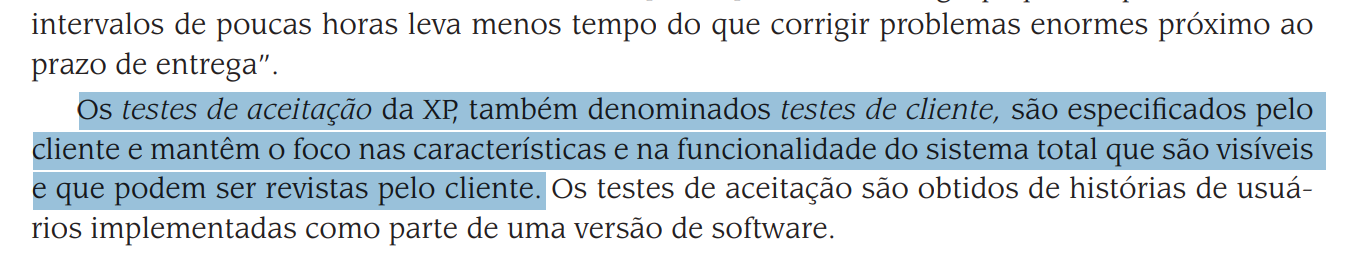 intervalos de poucas horas leva menos tempo do que corrigir problemas enormes próximo ao
prazo de entrega”.
Os testes de aceitação da XP, também denominados testes de cliente, são especificados pelo
cliente e mantêm o foco nas características e na funcionalidade do sistema total que são visíveis
e que podem ser revistas pelo cliente. Os testes de aceitação são obtidos de histórias de usuá-
rios implementadas como parte de uma versão de software.